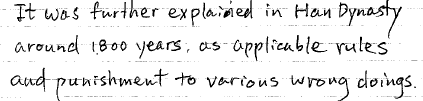 It was further explained in Han Dynasty
around 1800 years, as applicable rules
and punishment to various wrong doings.